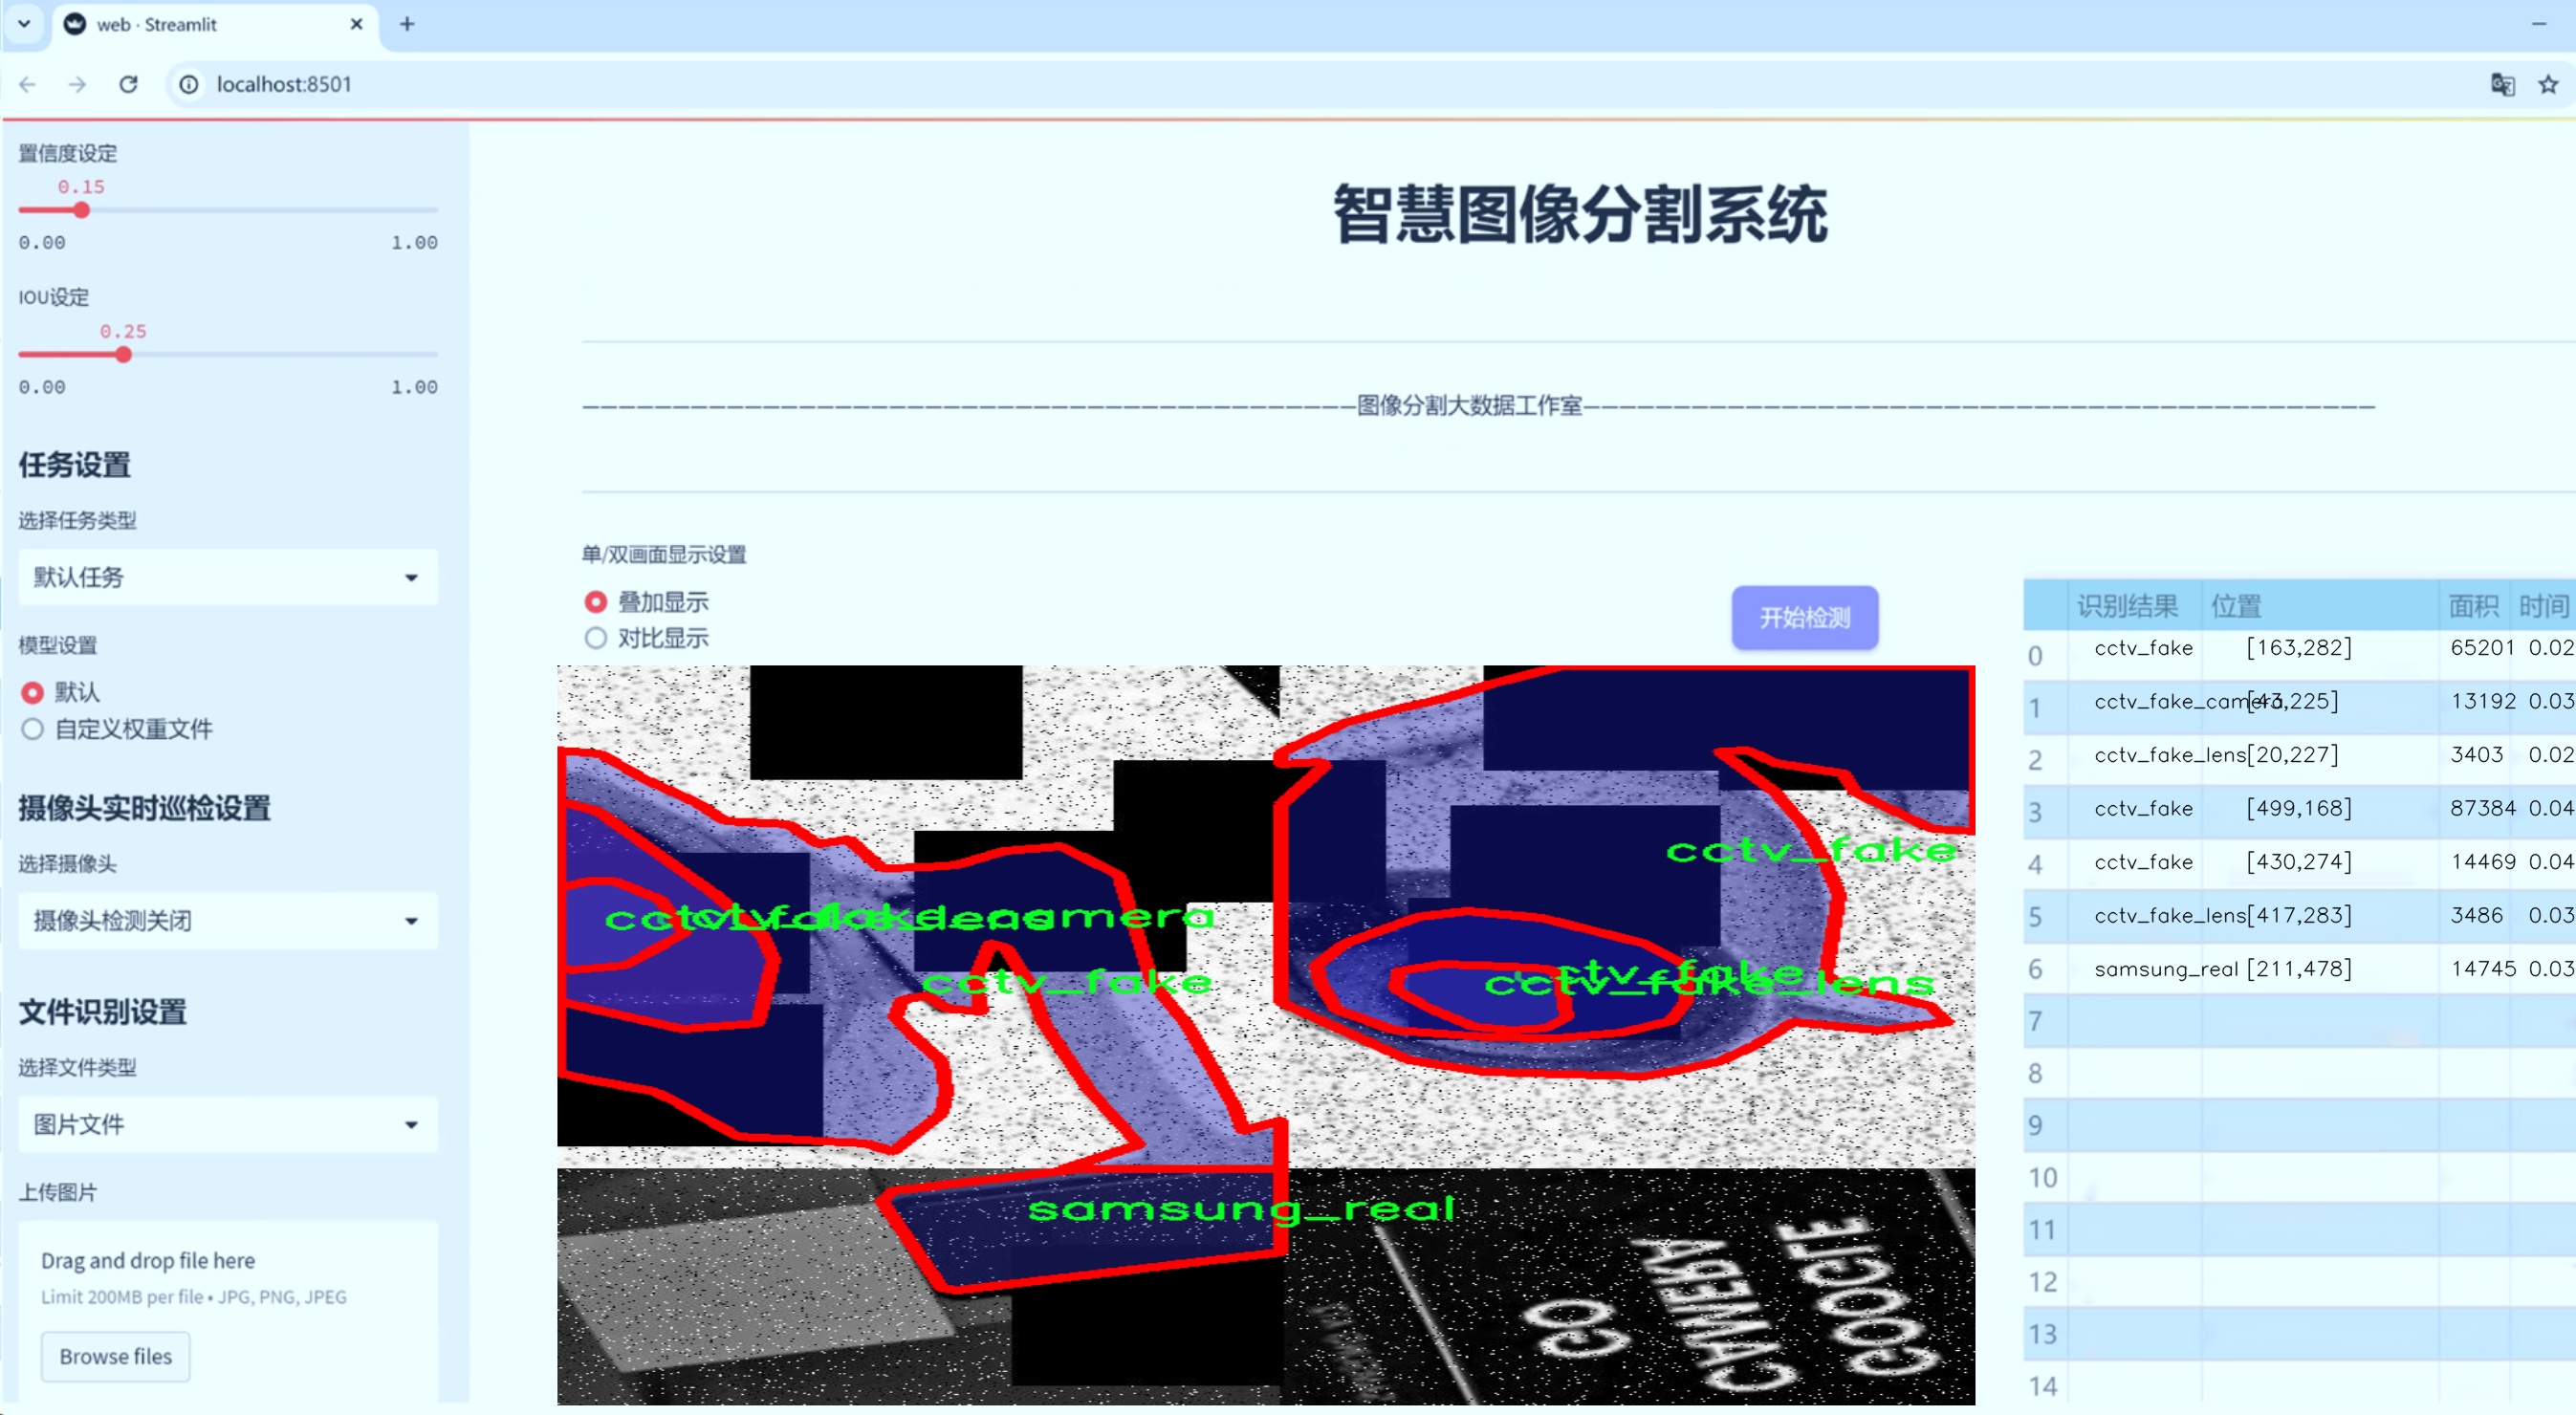 web · Streamlit
localhost:8501
置信度设定
0.15
0.00 1.00
IOU设定
0.25
0.00 1.00
任务设置
选择任务类型
默认任务
模型设置
默认
自定义权重文件
摄像头实时巡检设置
选择摄像头
摄像头检测关闭
文件识别设置
选择文件类型
图片文件
上传图片
Drag and drop file here
Limit 200MB per file • JPG, PNG, JPEG
Browse files
智慧图像分割系统
图像分割大数据工作室
单/双画面显示设置
叠加显示
对比显示
开始检测
cctv_fake
cctv_fake
cctv_fake
cctv_fake_lens
samsung_real
识别结果 位置 面积 时间
0 cctv_fake [163,282] 65201 0.02
1 cctv_fake_camera [43,225] 13192 0.03
2 cctv_fake_lens [20,227] 3403 0.02
3 cctv_fake [499,168] 87384 0.04
4 cctv_fake [430,274] 14469 0.04
5 cctv_fake_lens [417,283] 3486 0.03
6 samsung_real [211,478] 14745 0.03
7
8
9
10
11
12
13
14